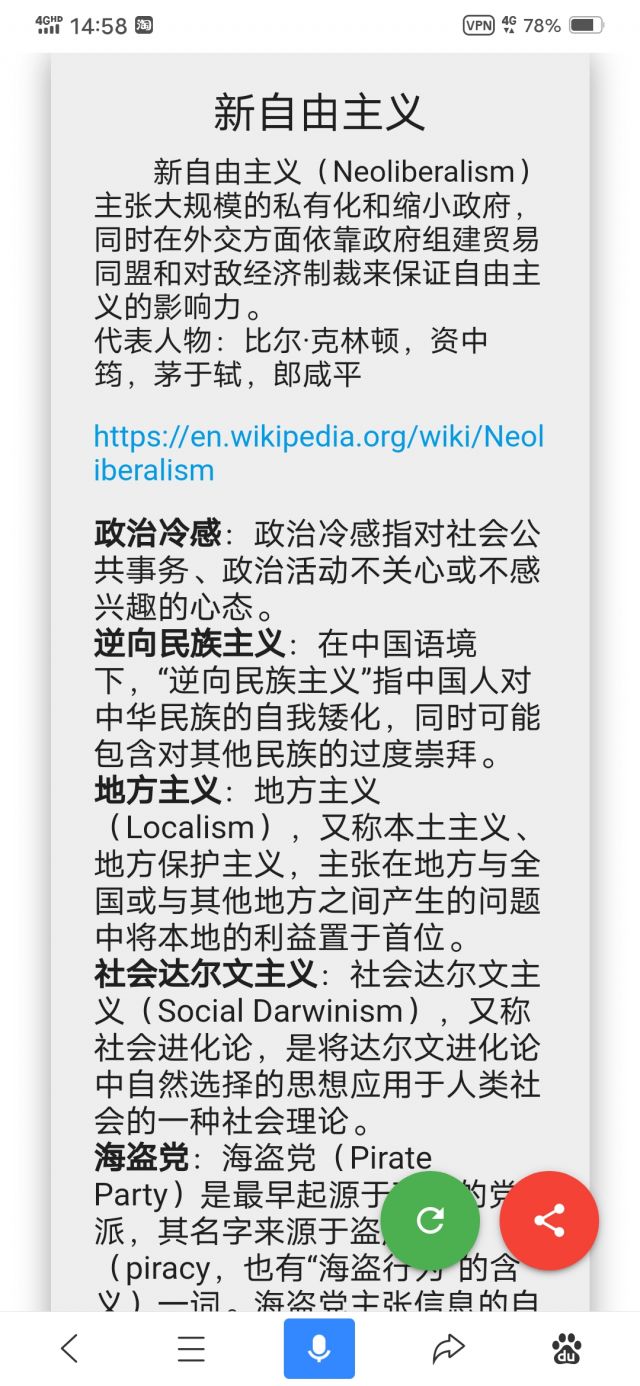 4GHD 14:58 淘 VPN 4G 78%
新自由主义
新自由主义（Neoliberalism）
主张大规模的私有化和缩小政府，
同时在外交方面依靠政府组建贸易
同盟和对敌经济制裁来保证自由主
义的影响力。
代表人物：比尔·克林顿，资中
筠，茅于轼，郎咸平
https://en.wikipedia.org/wiki/Neol
iberalism
政治冷感：政治冷感指对社会公
共事务、政治活动不关心或不感
兴趣的心态。
逆向民族主义：在中国语境
下，“逆向民族主义”指中国人对
中华民族的自我矮化，同时可能
包含对其他民族的过度崇拜。
地方主义：地方主义
（Localism），又称本土主义、
地方保护主义，主张在地方与全
国或与其他地方之间产生的问题
中将本地的利益置于首位。
社会达尔文主义：社会达尔文主
义（Social Darwinism），又称
社会进化论，是将达尔文进化论
中自然选择的思想应用于人类社
会的一种社会理论。
海盗党：海盗党（Pirate
Party）是最早起源于 的党
派，其名字来源于盗
（piracy，也有“海盗行为”的含
义）一词。海盗党主张信息的自
du